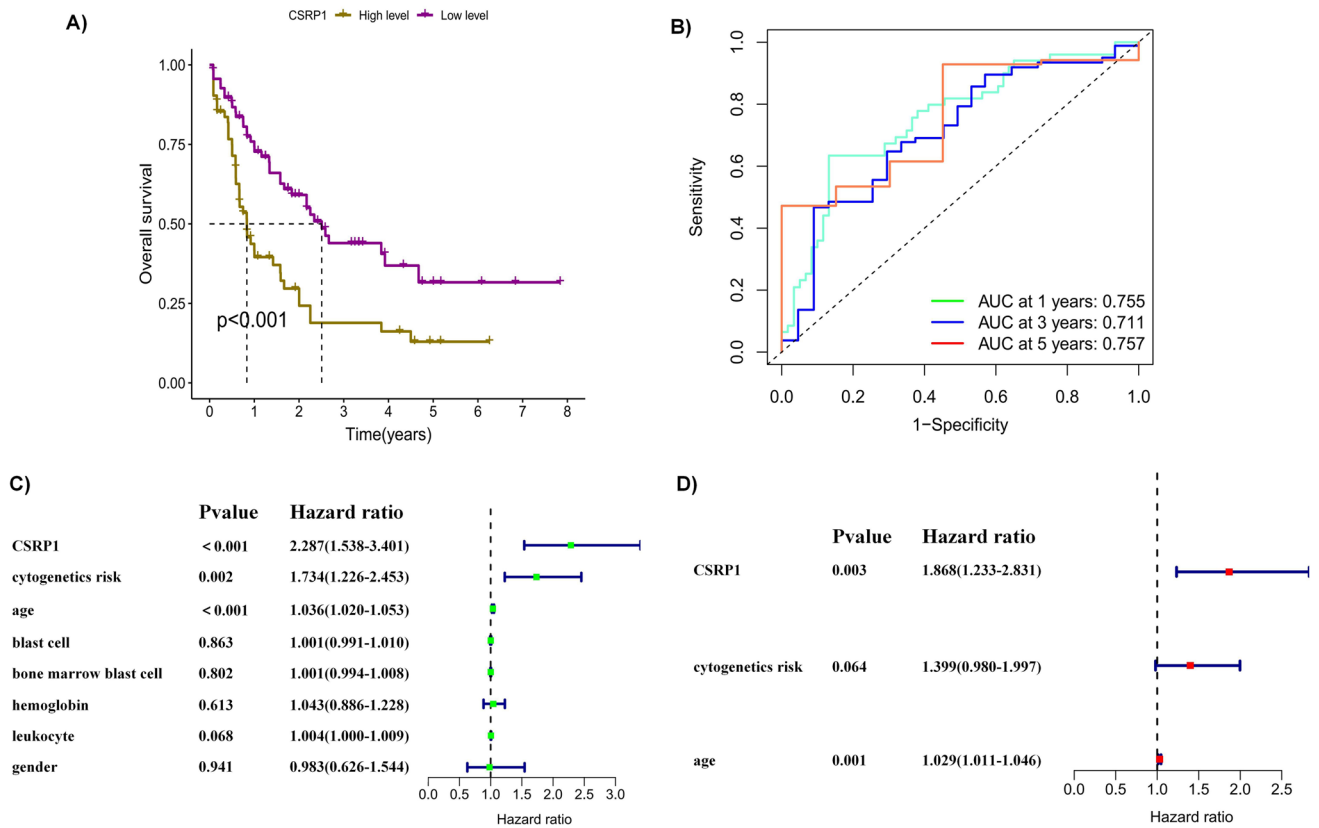 A)
CSRP1 High level Low level
Overall survival
1.00
0.75
0.50
0.25
0.00
p<0.001
0 1 2 3 4 5 6 7 8
Time(years)
B)
Sensitivity
1.0
0.8
0.6
0.4
0.2
0.0
AUC at 1 years: 0.755
AUC at 3 years: 0.711
AUC at 5 years: 0.757
0.0 0.2 0.4 0.6 0.8 1.0
1−Specificity
C)
Pvalue Hazard ratio
CSRP1 <0.001 2.287(1.538-3.401)
cytogenetics risk 0.002 1.734(1.226-2.453)
age <0.001 1.036(1.020-1.053)
blast cell 0.863 1.001(0.991-1.010)
bone marrow blast cell 0.802 1.001(0.994-1.008)
hemoglobin 0.613 1.043(0.886-1.228)
leukocyte 0.068 1.004(1.000-1.009)
gender 0.941 0.983(0.626-1.544)
0.0 0.5 1.0 1.5 2.0 2.5 3.0
Hazard ratio
D)
Pvalue Hazard ratio
CSRP1 0.003 1.868(1.233-2.831)
cytogenetics risk 0.064 1.399(0.980-1.997)
age 0.001 1.029(1.011-1.046)
0.0 0.5 1.0 1.5 2.0 2.5
Hazard ratio